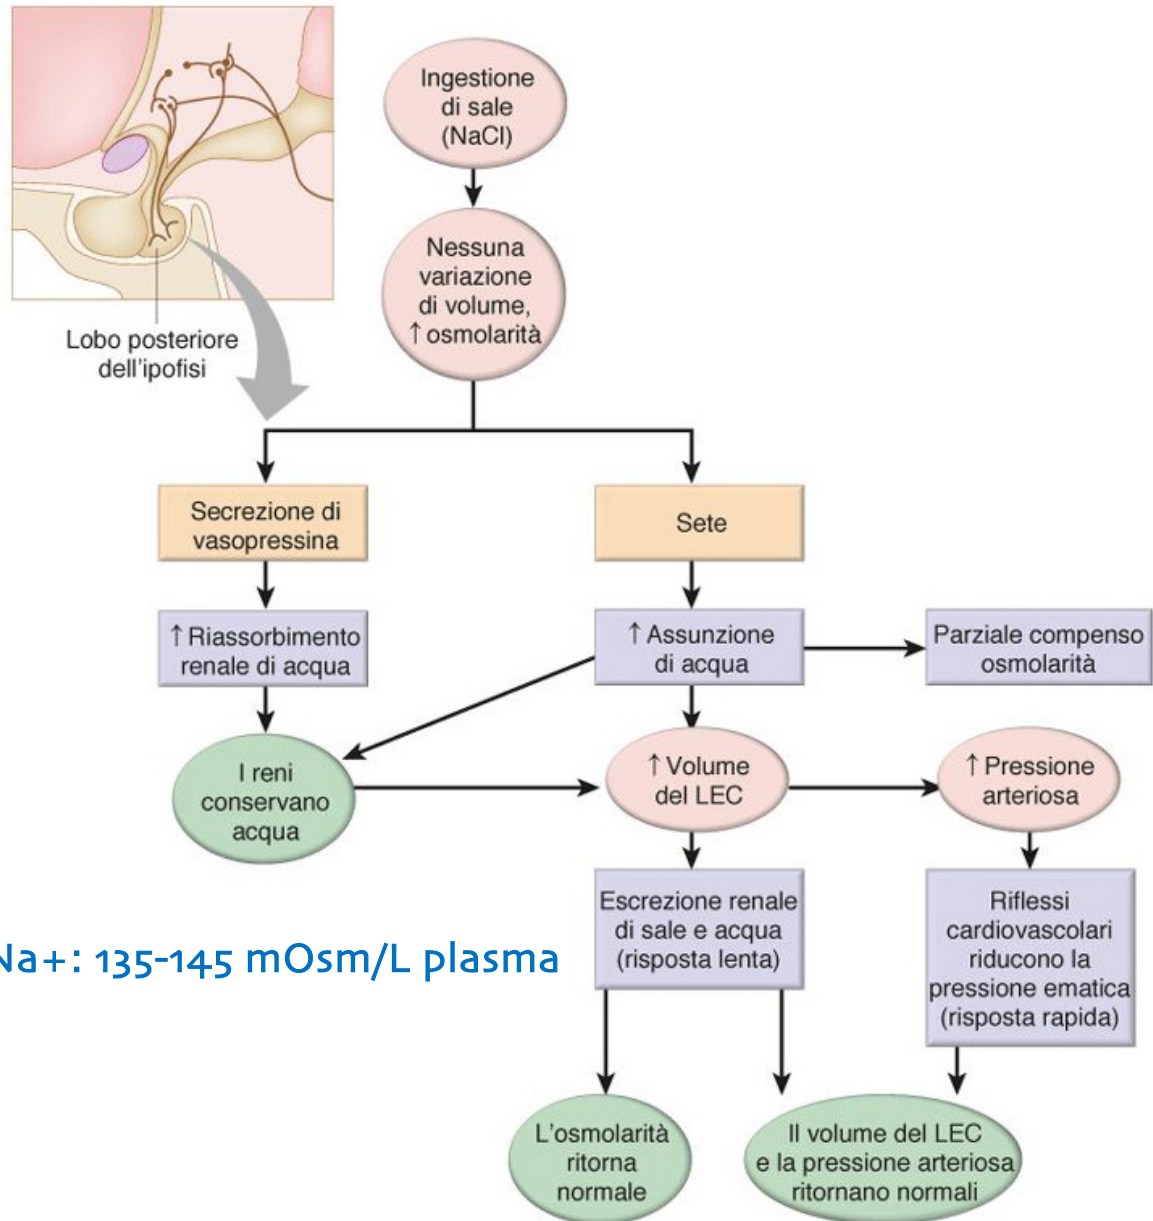 Ingestione
di sale
(NaCl)
Nessuna
variazione
di volume,
↑ osmolarità
Lobo posteriore
dell'ipofisi
Secrezione di
vasopressina
Sete
↑ Riassorbimento
renale di acqua
↑ Assunzione
di acqua
Parziale compenso
osmolarità
I reni
conservano
acqua
↑ Volume
del LEC
↑ Pressione
arteriosa
Escrezione renale
di sale e acqua
(risposta lenta)
Riflessi
cardiovascolari
riducono la
pressione ematica
(risposta rapida)
Na+: 135-145 mOsm/L plasma
L'osmolarità
ritorna
normale
Il volume del LEC
e la pressione arteriosa
ritornano normali